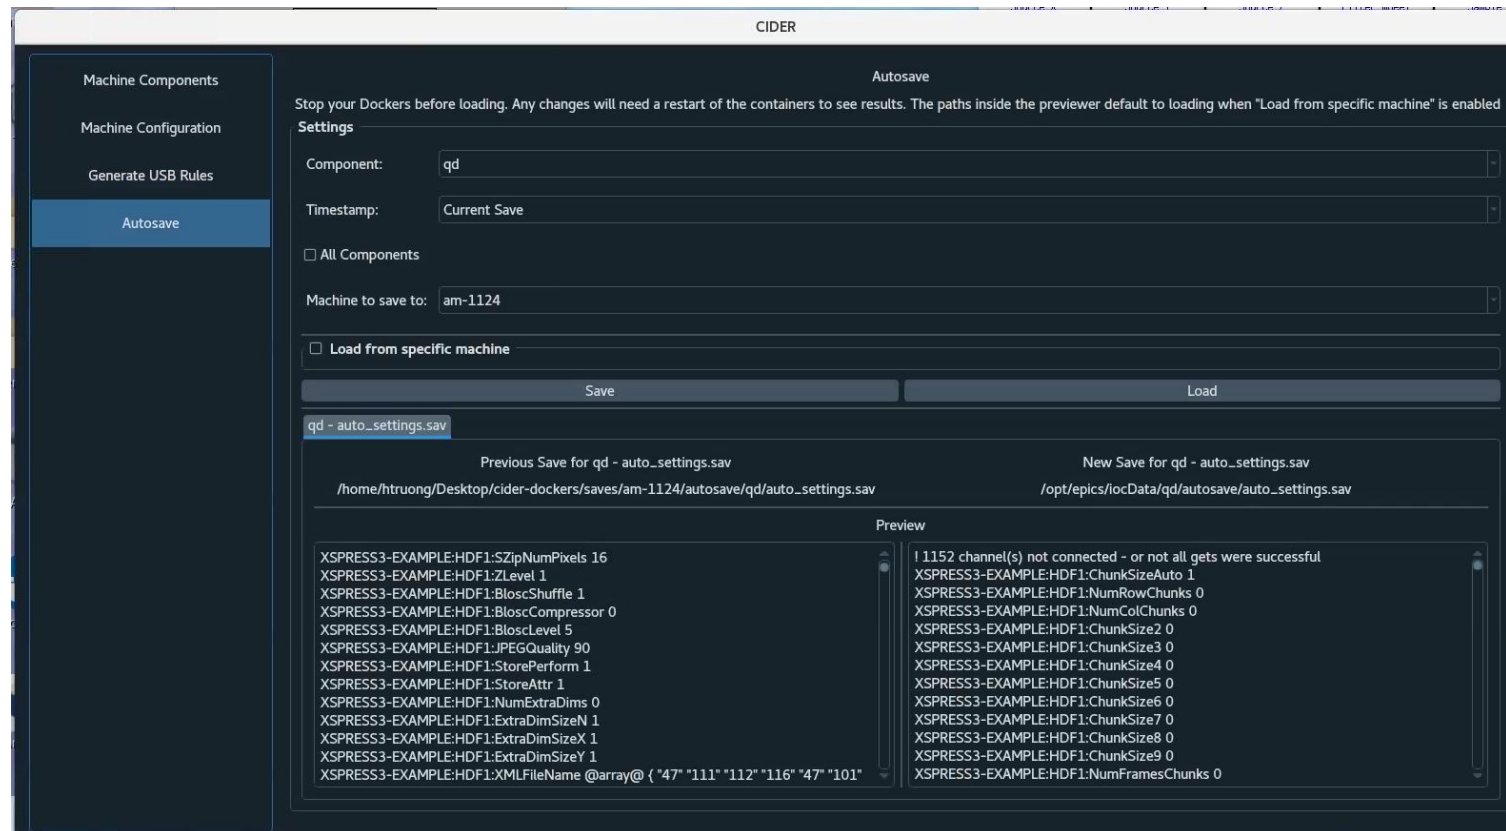 CIDER
Machine Components
Machine Configuration
Generate USB Rules
Autosave
Autosave
Stop your Dockers before loading. Any changes will need a restart of the containers to see results. The paths inside the previewer default to loading when "Load from specific machine" is enabled
Settings
Component: qd
Timestamp: Current Save
All Components
Machine to save to: am-1124
Load from specific machine
Save Load
qd - auto_settings.sav
Previous Save for qd - auto_settings.sav
/home/htruong/Desktop/cider-dockers/saves/am-1124/autosave/qd/auto_settings.sav
New Save for qd - auto_settings.sav
/opt/epics/iocData/qd/autosave/auto_settings.sav
Preview
XSPRESS3-EXAMPLE:HDF1:SZipNumPixels 16
XSPRESS3-EXAMPLE:HDF1:ZLevel 1
XSPRESS3-EXAMPLE:HDF1:BloscShuffle 1
XSPRESS3-EXAMPLE:HDF1:BloscCompressor 0
XSPRESS3-EXAMPLE:HDF1:BloscLevel 5
XSPRESS3-EXAMPLE:HDF1:JPEGQuality 90
XSPRESS3-EXAMPLE:HDF1:StorePerform 1
XSPRESS3-EXAMPLE:HDF1:StoreAttr 1
XSPRESS3-EXAMPLE:HDF1:NumExtraDims 0
XSPRESS3-EXAMPLE:HDF1:ExtraDimSizeN 1
XSPRESS3-EXAMPLE:HDF1:ExtraDimSizeX 1
XSPRESS3-EXAMPLE:HDF1:ExtraDimSizeY 1
XSPRESS3-EXAMPLE:HDF1:XMLFileName @array@ { "47" "111" "112" "116" "47" "101"
! 1152 channel(s) not connected - or not all gets were successful
XSPRESS3-EXAMPLE:HDF1:ChunkSizeAuto 1
XSPRESS3-EXAMPLE:HDF1:NumRowChunks 0
XSPRESS3-EXAMPLE:HDF1:NumColChunks 0
XSPRESS3-EXAMPLE:HDF1:ChunkSize2 0
XSPRESS3-EXAMPLE:HDF1:ChunkSize3 0
XSPRESS3-EXAMPLE:HDF1:ChunkSize4 0
XSPRESS3-EXAMPLE:HDF1:ChunkSize5 0
XSPRESS3-EXAMPLE:HDF1:ChunkSize6 0
XSPRESS3-EXAMPLE:HDF1:ChunkSize7 0
XSPRESS3-EXAMPLE:HDF1:ChunkSize8 0
XSPRESS3-EXAMPLE:HDF1:ChunkSize9 0
XSPRESS3-EXAMPLE:HDF1:NumFramesChunks 0